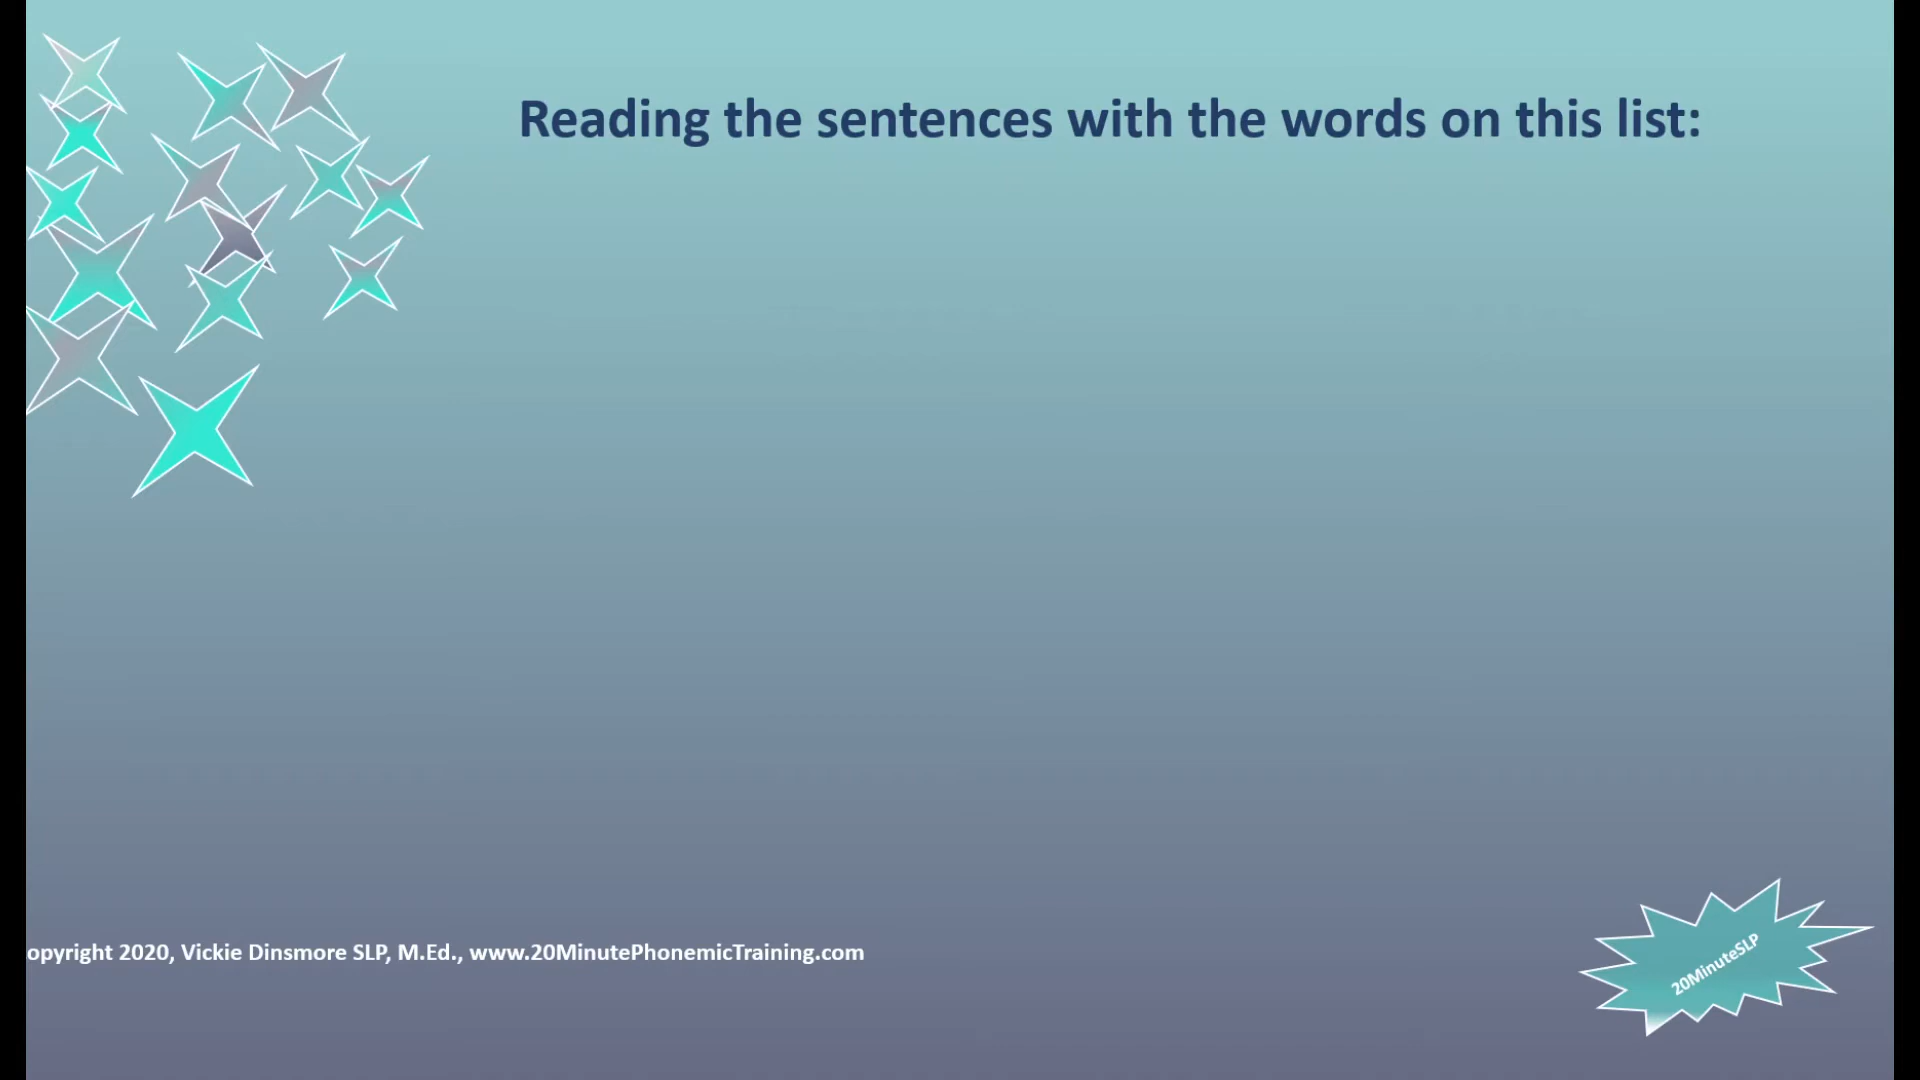 Reading the sentences with the words on this list:
opyright 2020, Vickie Dinsmore SLP, M.Ed., www.20MinutePhonemicTraining.com
20MinuteSLP